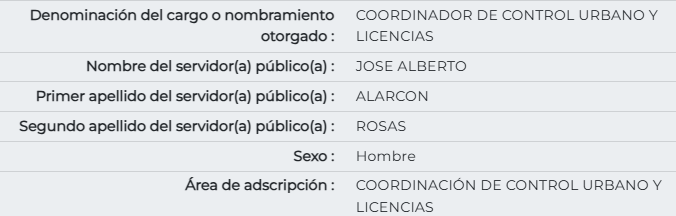 Denominación del cargo o nombramiento
otorgado :
COORDINADOR DE CONTROL URBANO Y
LICENCIAS
Nombre del servidor(a) público(a) : JOSE ALBERTO
Primer apellido del servidor(a) público(a) : ALARCON
Segundo apellido del servidor(a) público(a) : ROSAS
Sexo : Hombre
Área de adscripción : COORDINACIÓN DE CONTROL URBANO Y
LICENCIAS